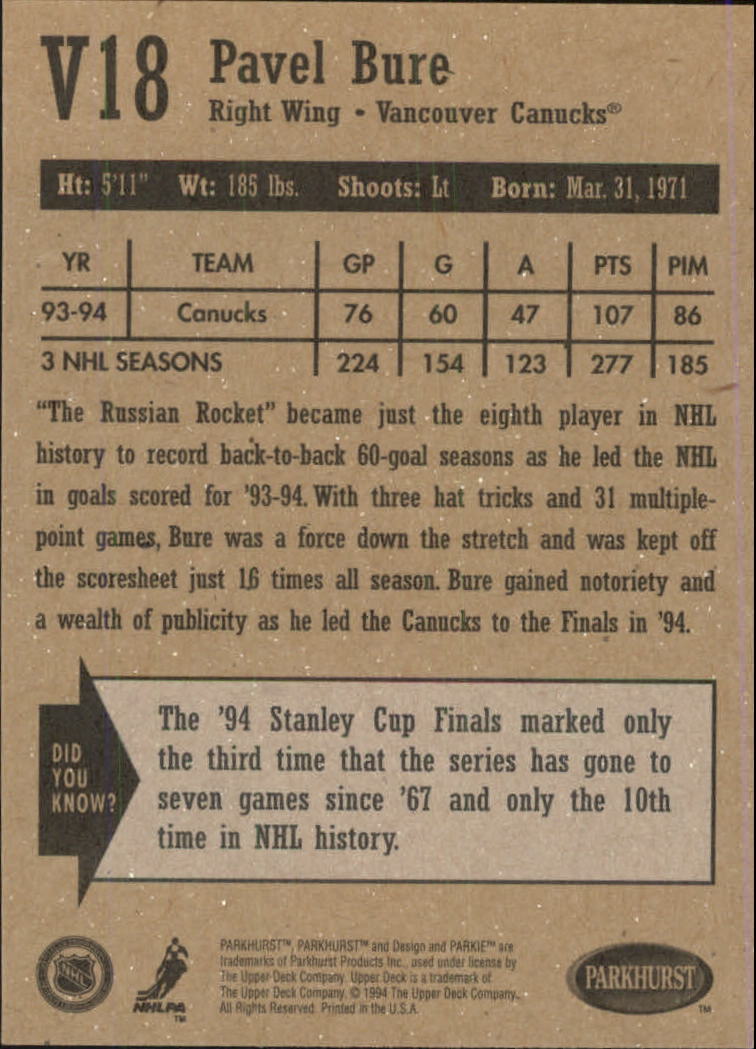 V18 Pavel Bure
Right Wing • Vancouver Canucks®
Ht: 5'11" Wt: 185 lbs. Shoots: Lt Born: Mar. 31, 1971
YR TEAM GP G A PTS PIM
93-94 Canucks 76 60 47 107 86
3 NHL SEASONS 224 154 123 277 185
“The Russian Rocket” became just the eighth player in NHL
history to record back-to-back 60-goal seasons as he led the NHL
in goals scored for '93-94. With three hat tricks and 31 multiple-
point games, Bure was a force down the stretch and was kept off
the scoresheet just 16 times all season. Bure gained notoriety and
a wealth of publicity as he led the Canucks to the Finals in '94.
DID
YOU
KNOW?
The '94 Stanley Cup Finals marked only
the third time that the series has gone to
seven games since '67 and only the 10th
time in NHL history.
NHL
NHLPA
TM
PARKHURST™, PARKHURST™ and Design and PARKIE™ are
trademarks of Parkhurst Products Inc., used under license by
The Upper Deck Company. Upper Deck is a trademark of
The Upper Deck Company. © 1994 The Upper Deck Company.
All Rights Reserved. Printed in the U.S.A.
PARKHURST
TM